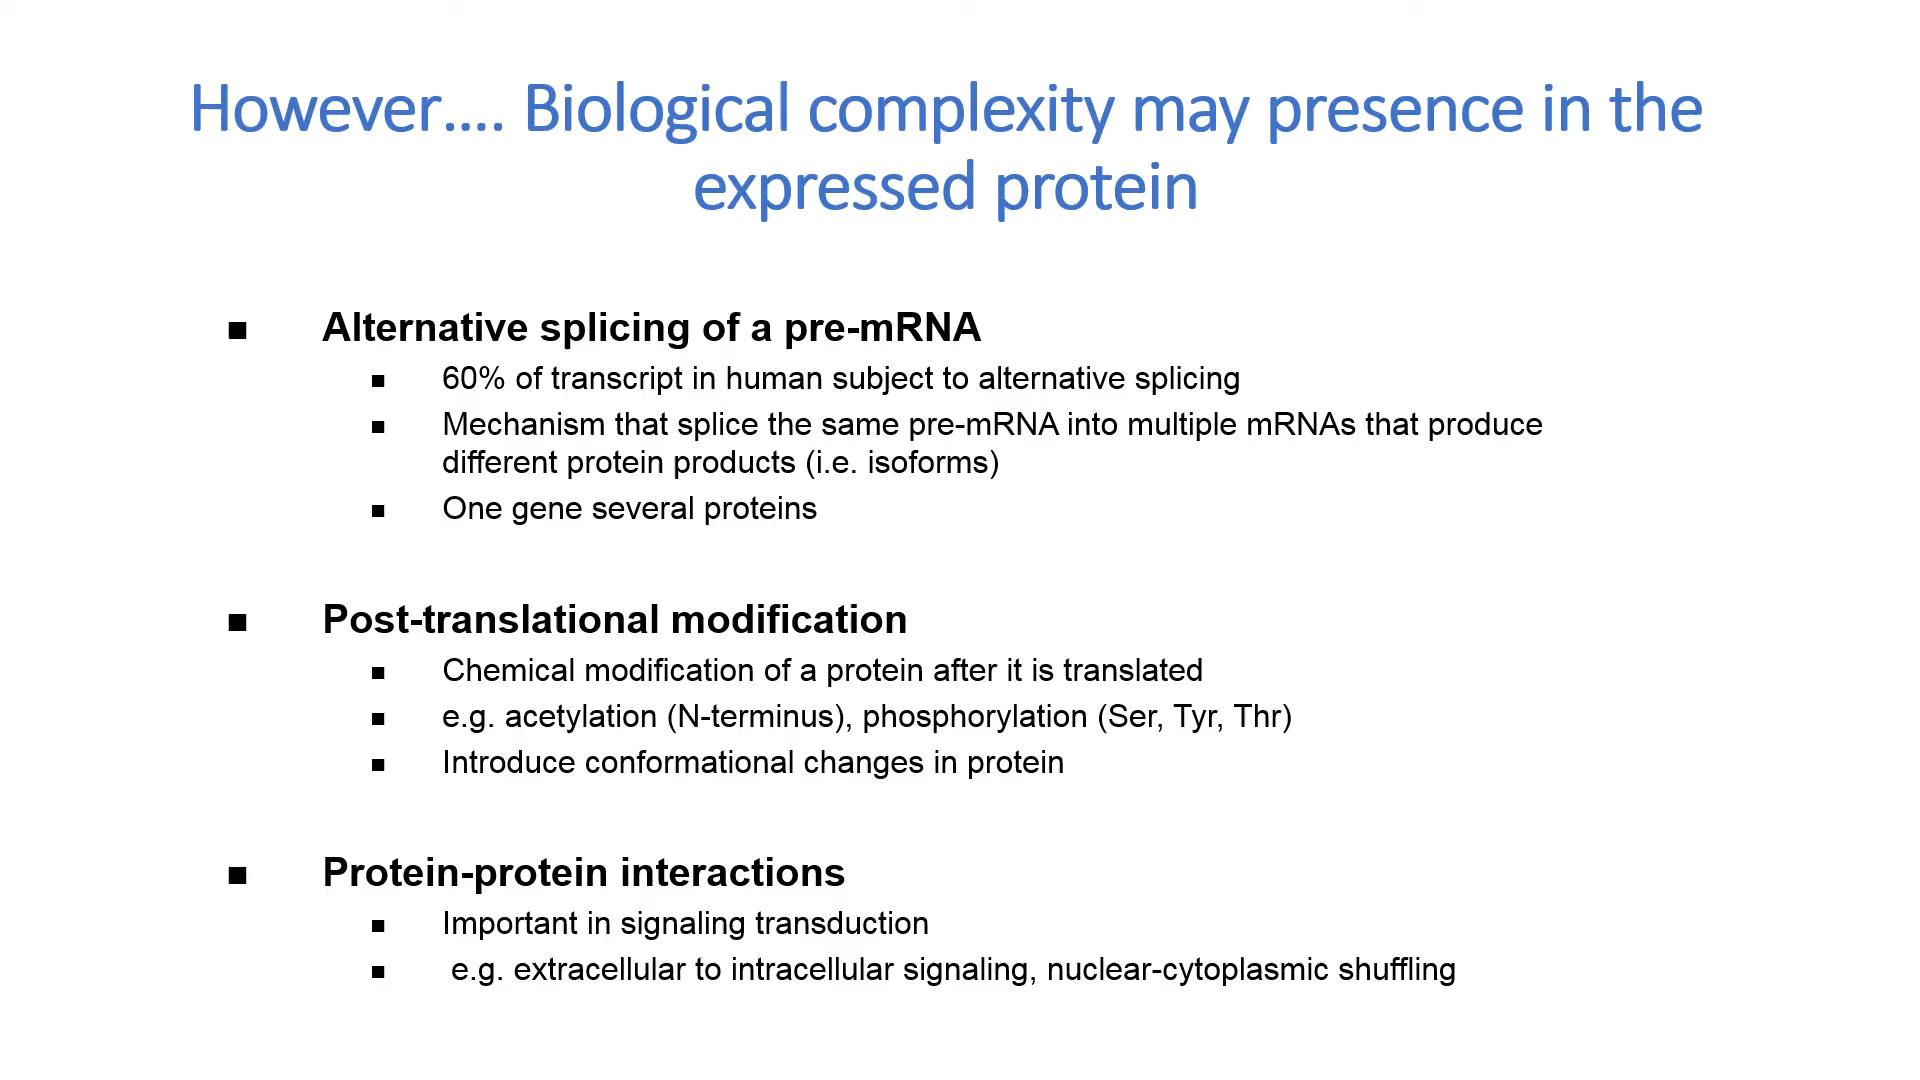 However…. Biological complexity may presence in the
expressed protein
■ Alternative splicing of a pre-mRNA
■ 60% of transcript in human subject to alternative splicing
■ Mechanism that splice the same pre-mRNA into multiple mRNAs that produce
different protein products (i.e. isoforms)
■ One gene several proteins
■ Post-translational modification
■ Chemical modification of a protein after it is translated
■ e.g. acetylation (N-terminus), phosphorylation (Ser, Tyr, Thr)
■ Introduce conformational changes in protein
■ Protein-protein interactions
■ Important in signaling transduction
■ e.g. extracellular to intracellular signaling, nuclear-cytoplasmic shuffling